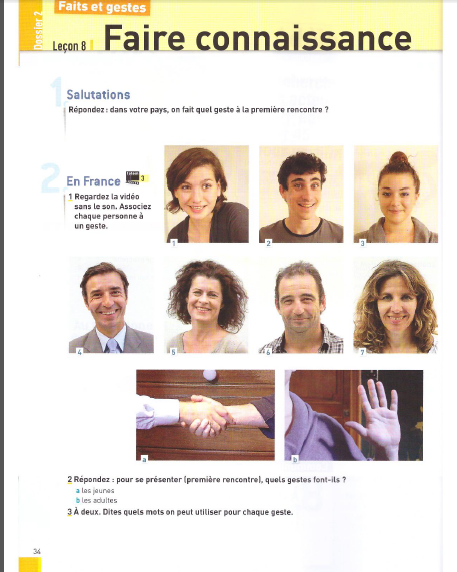 Faits et gestes
Dossier 2
Leçon 8
Faire connaissance
1
Salutations
Répondez : dans votre pays, on fait quel geste à la première rencontre ?
2
En France 3
1 Regardez la vidéo
sans le son. Associez
chaque personne à
un geste.
1
2
3
4
5
6
7
a
b
2 Répondez : pour se présenter (première rencontre), quels gestes font-ils ?
a les jeunes
b les adultes
3 À deux. Dites quels mots on peut utiliser pour chaque geste.
34